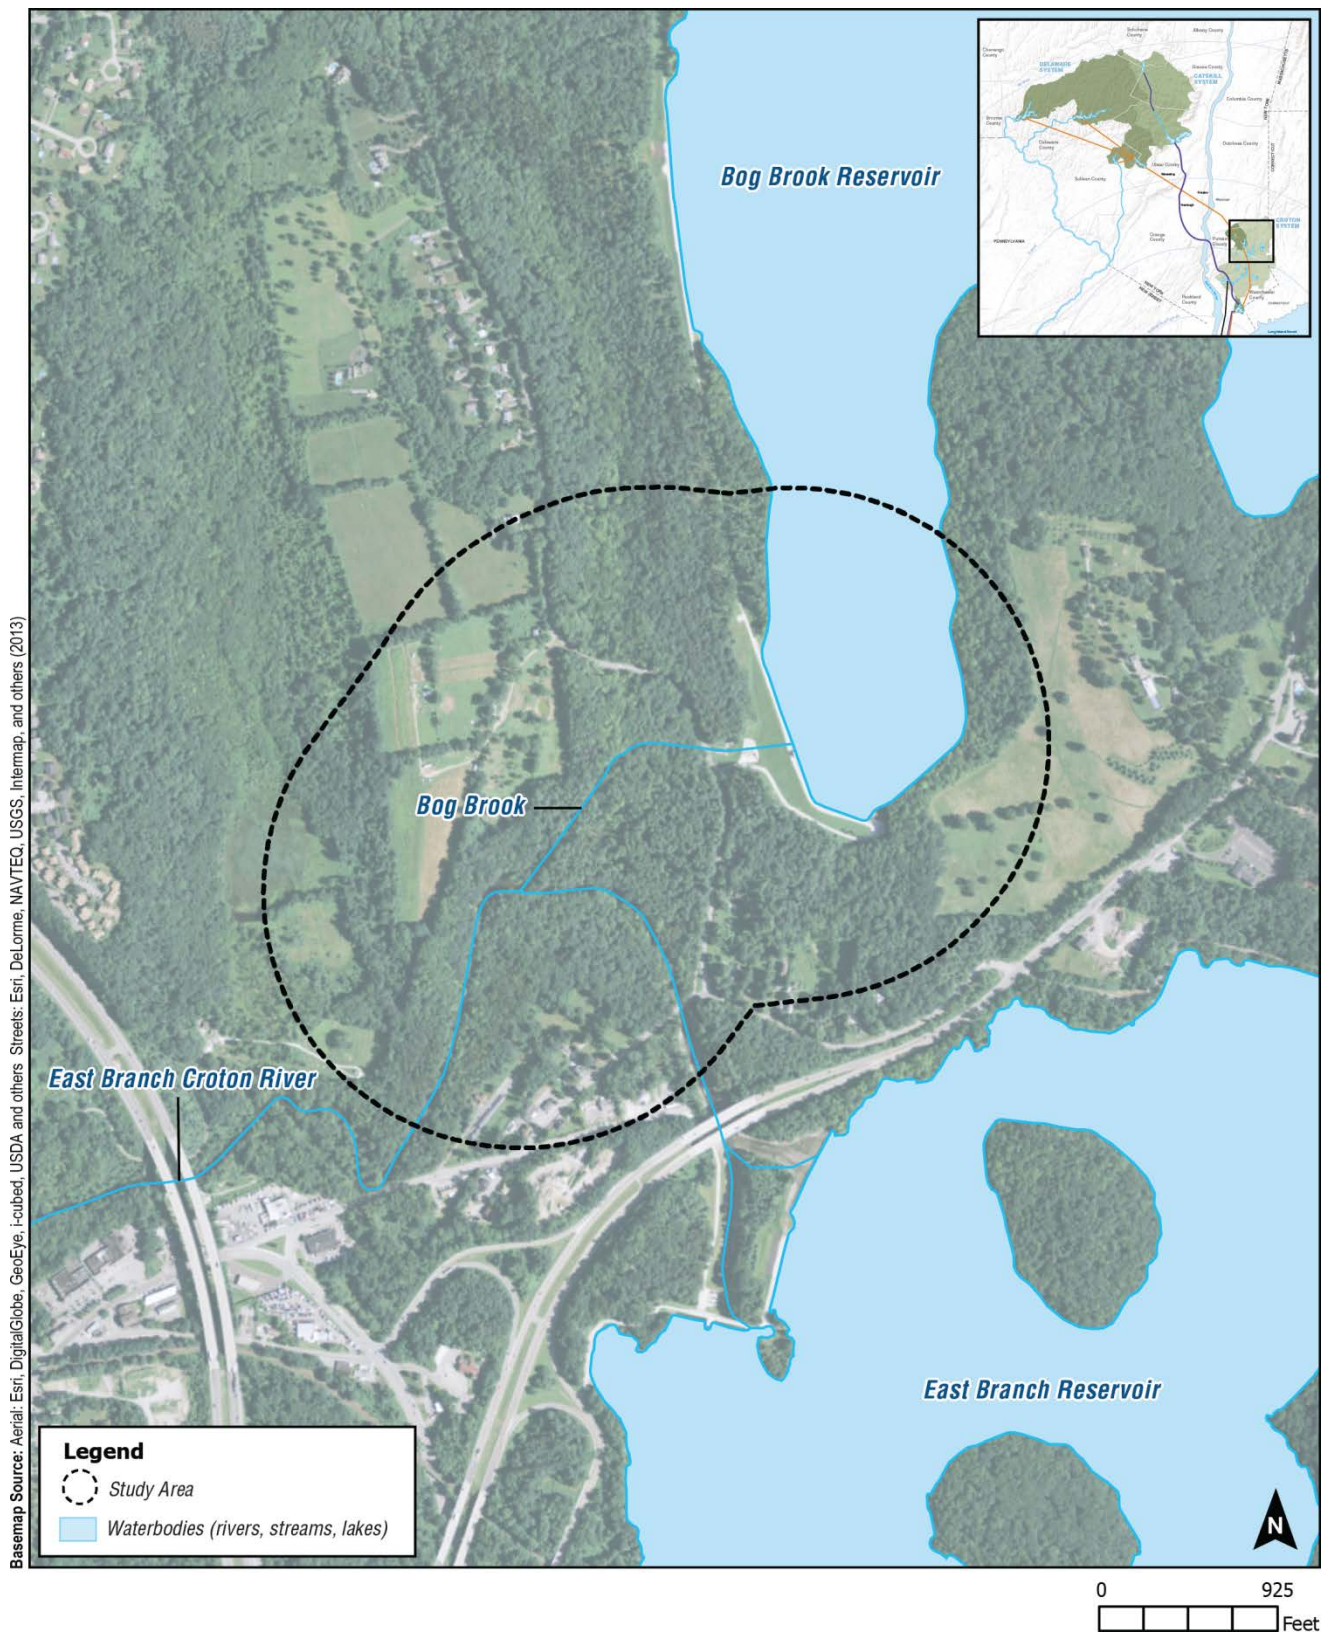 Bog Brook Reservoir
DELAWARE
SYSTEM
CATSKILL
SYSTEM
CROTON
SYSTEM
PENNSYLVANIA
Bog Brook
East Branch Croton River
East Branch Reservoir
Legend
Study Area
Waterbodies (rivers, streams, lakes)
N
0 925
Feet
Basemap Source: Aerial: Esri, DigitalGlobe, GeoEye, i-cubed, USDA and others Streets: Esri, DeLorme, NAVTEQ, USGS, Intermap, and others (2013)